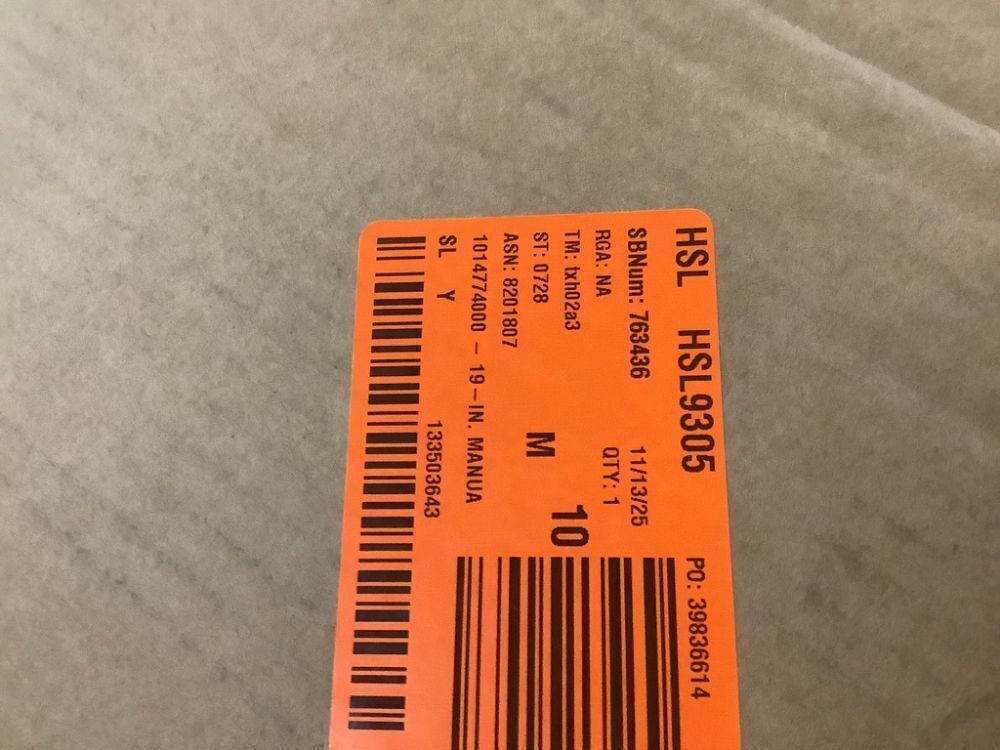 HSL HSL9305 PO: 39836614
SBNum: 763436 11/13/25
RGA: NA QTY: 1
TM: txh02a3 10
ST: 0728 M
ASN: 8201807
1014774000 - 19-IN. MANUA
SL Y 133503643